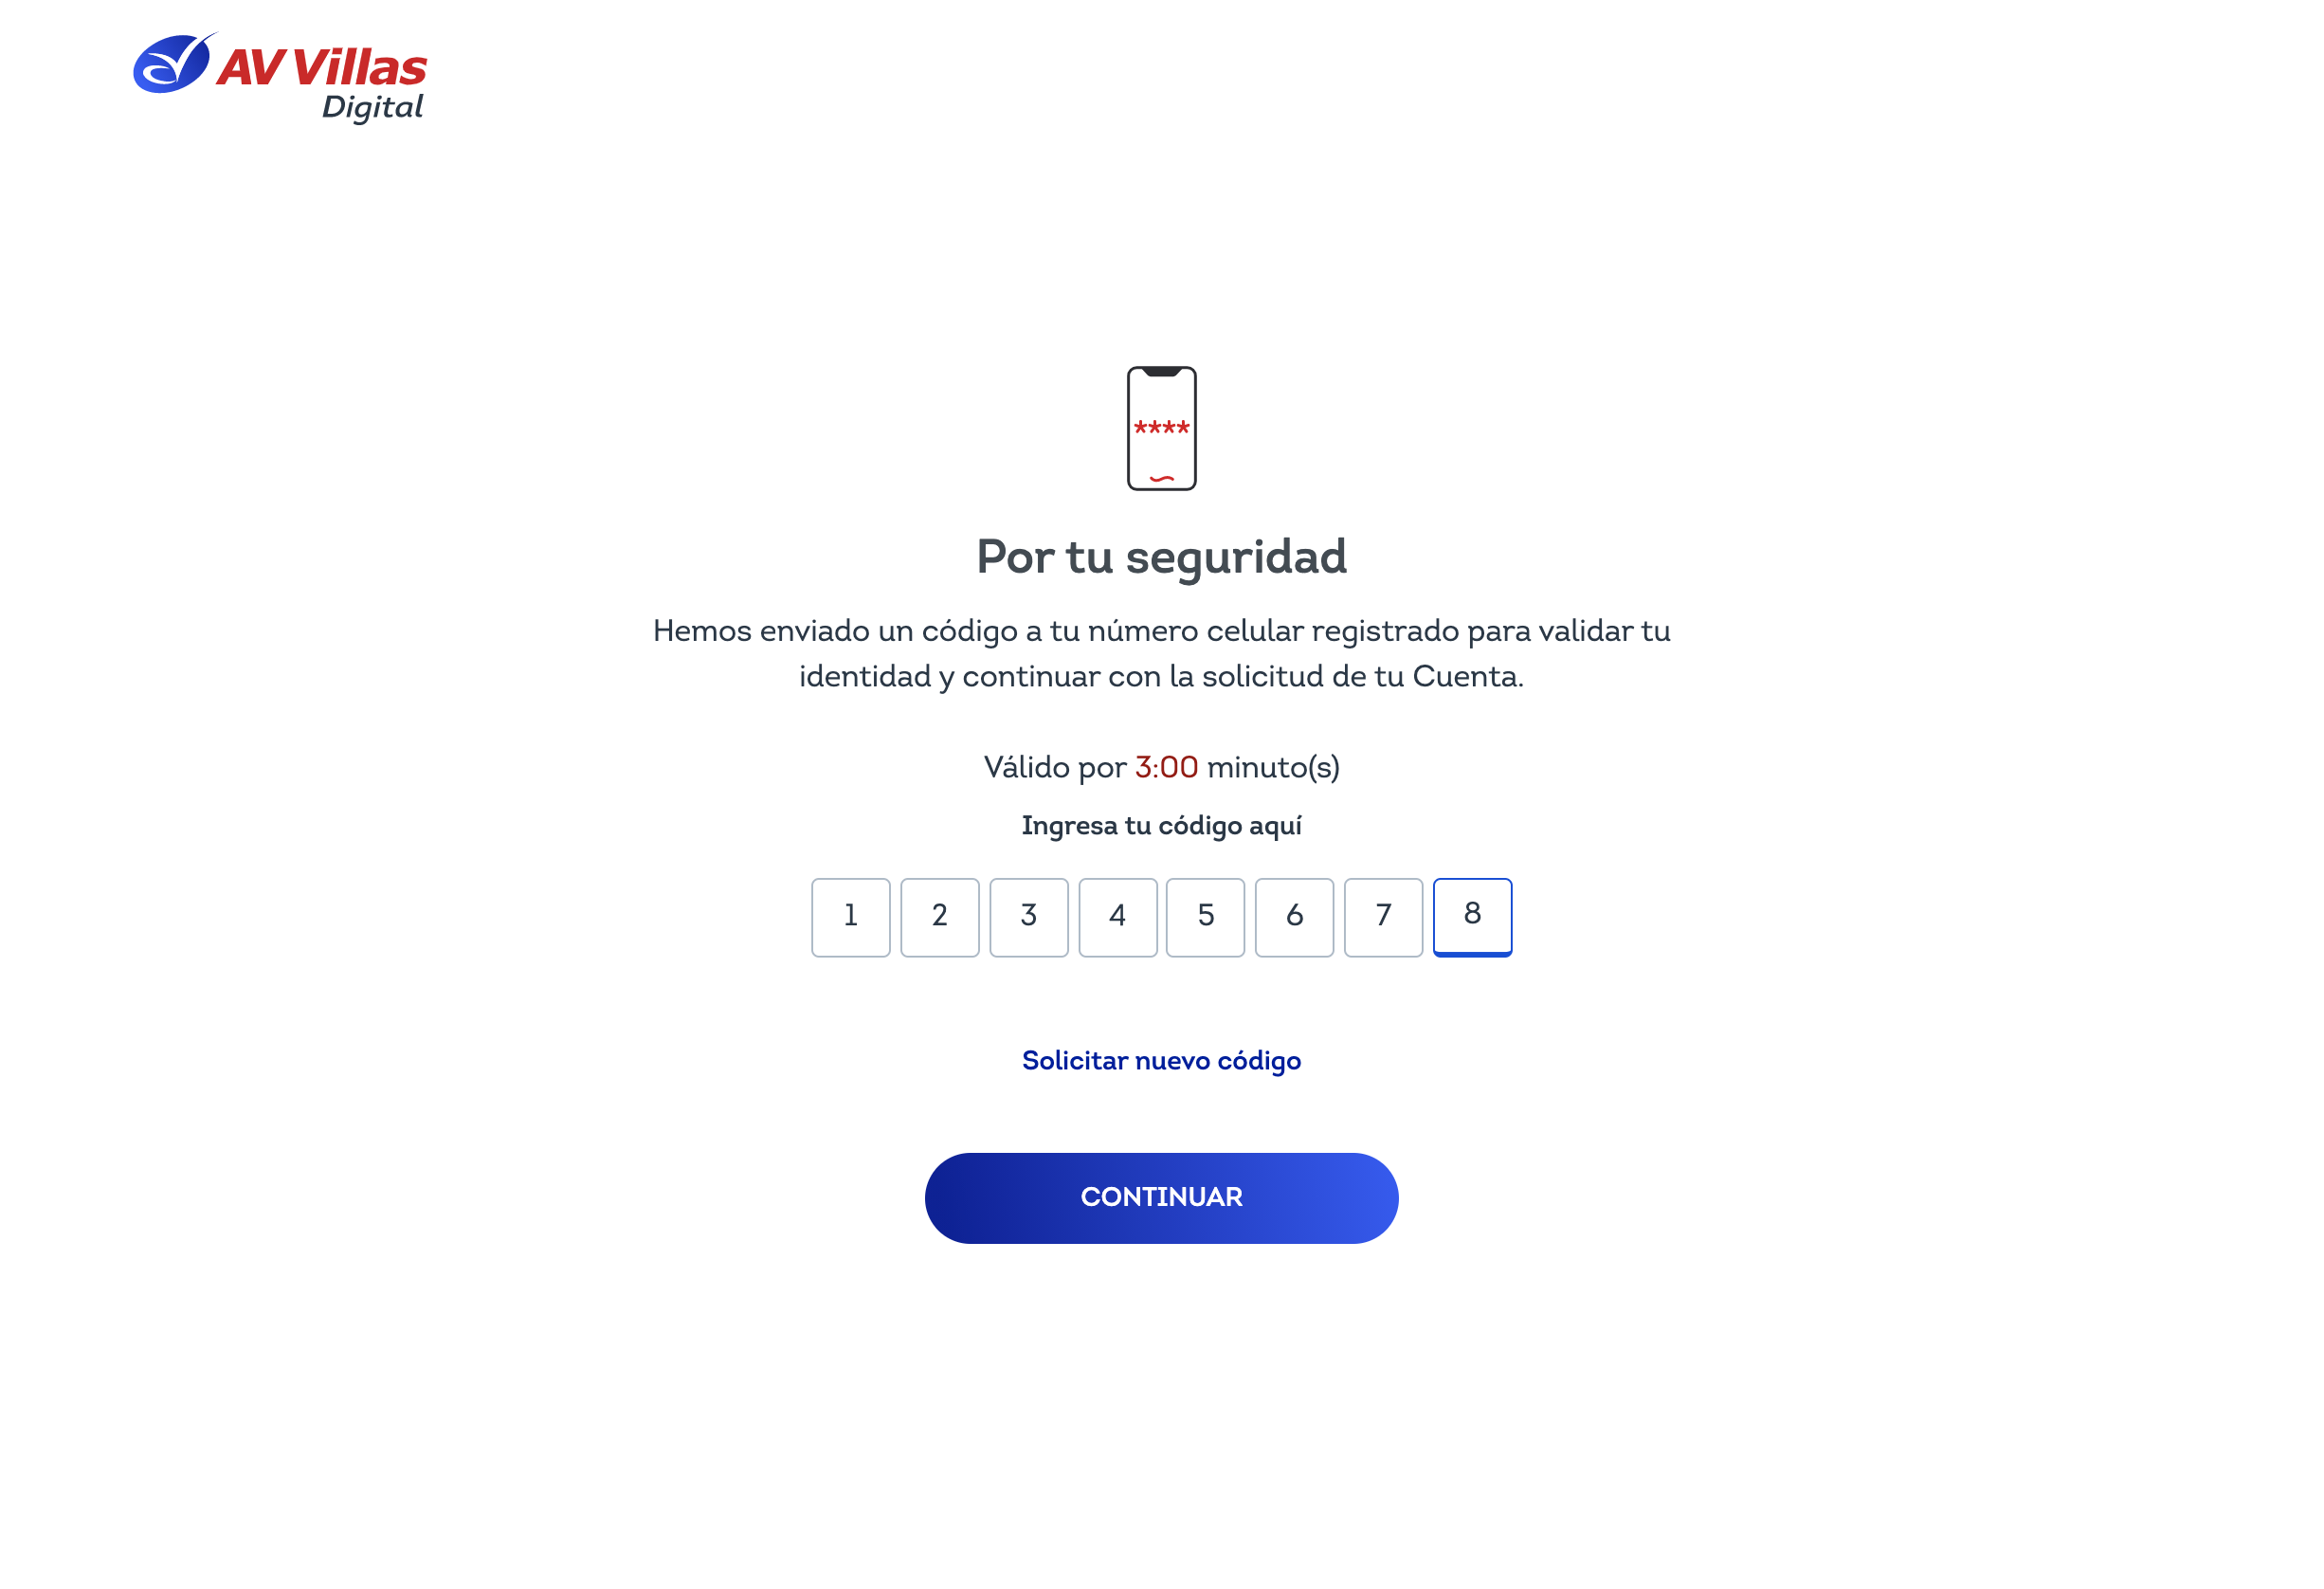 AV Villas
Digital
****
Por tu seguridad
Hemos enviado un código a tu número celular registrado para validar tu
identidad y continuar con la solicitud de tu Cuenta.
Válido por 3:00 minuto(s)
Ingresa tu código aquí
1 2 3 4 5 6 7 8
Solicitar nuevo código
CONTINUAR